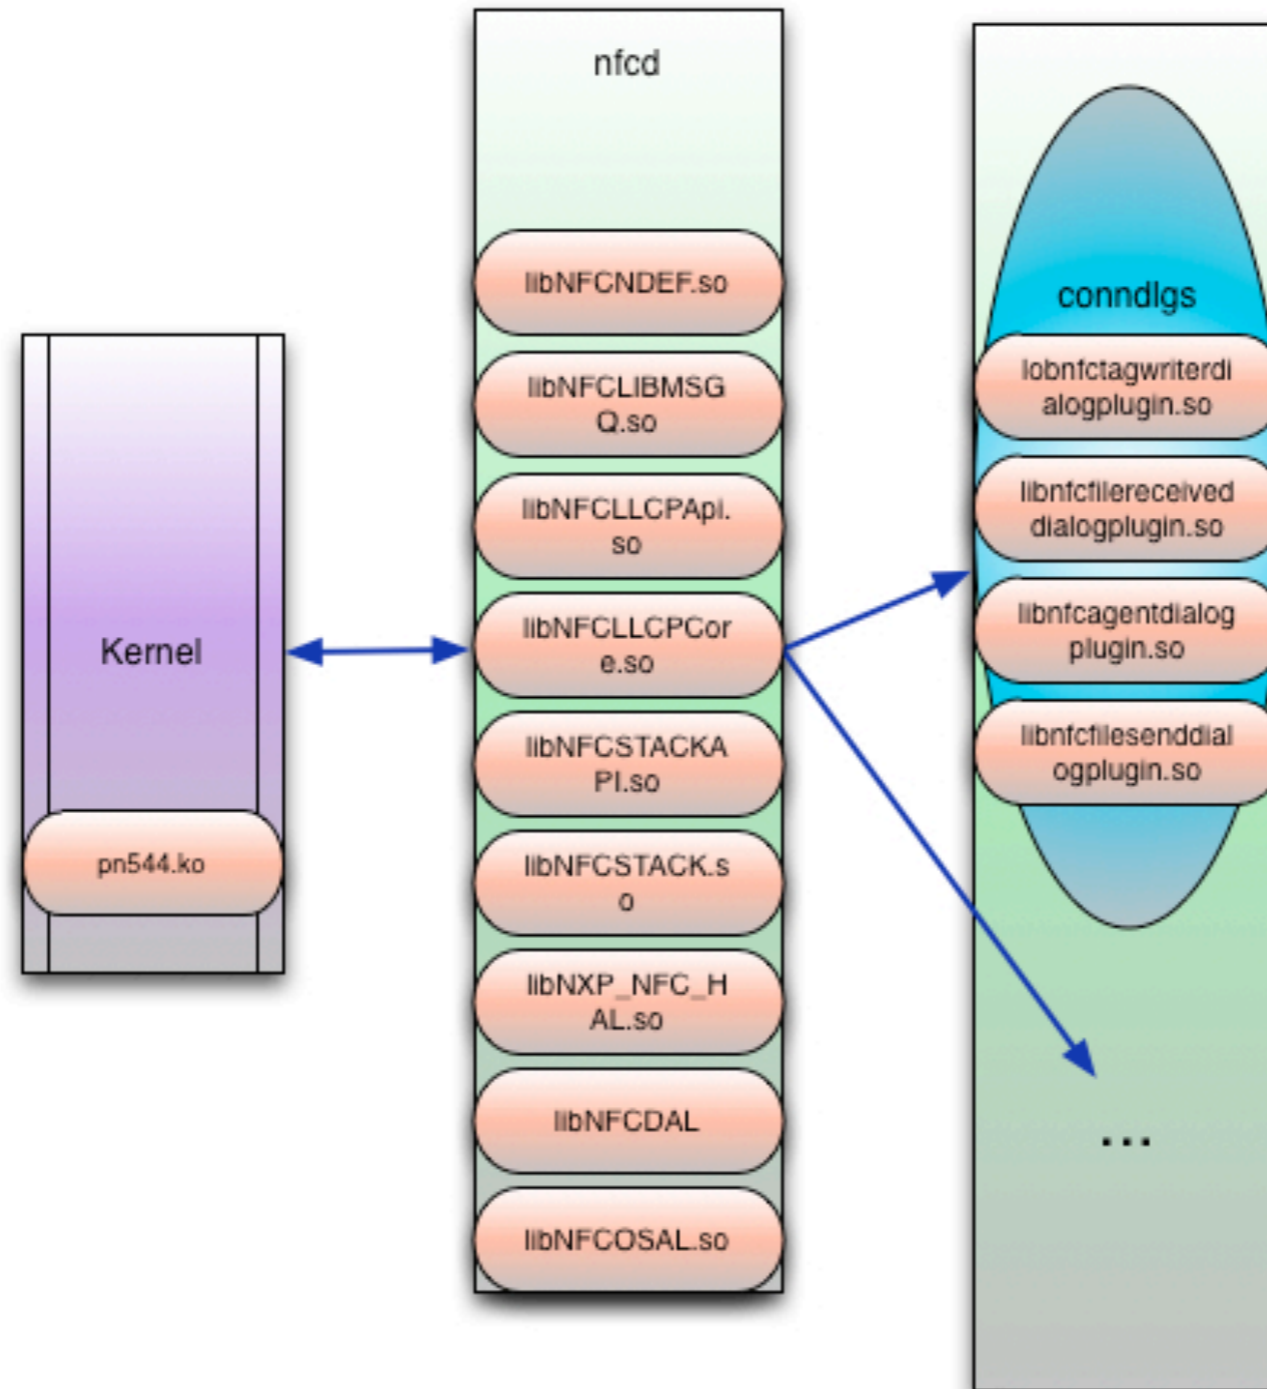 nfcd
libNFCNDEF.so
libNFCLIBMSG
Q.so
libNFCLLCPApi.
so
libNFCLLCPCor
e.so
libNFCSTACKA
PI.so
libNFCSTACK.s
o
libNXP_NFC_H
AL.so
libNFCDAL
libNFCOSAL.so
Kernel
pn544.ko
conndlgs
lobnfctagwriterdi
alogplugin.so
libnfcfilereceived
dialogplugin.so
libnfcagentdialog
plugin.so
libnfcfilesenddial
ogplugin.so
...